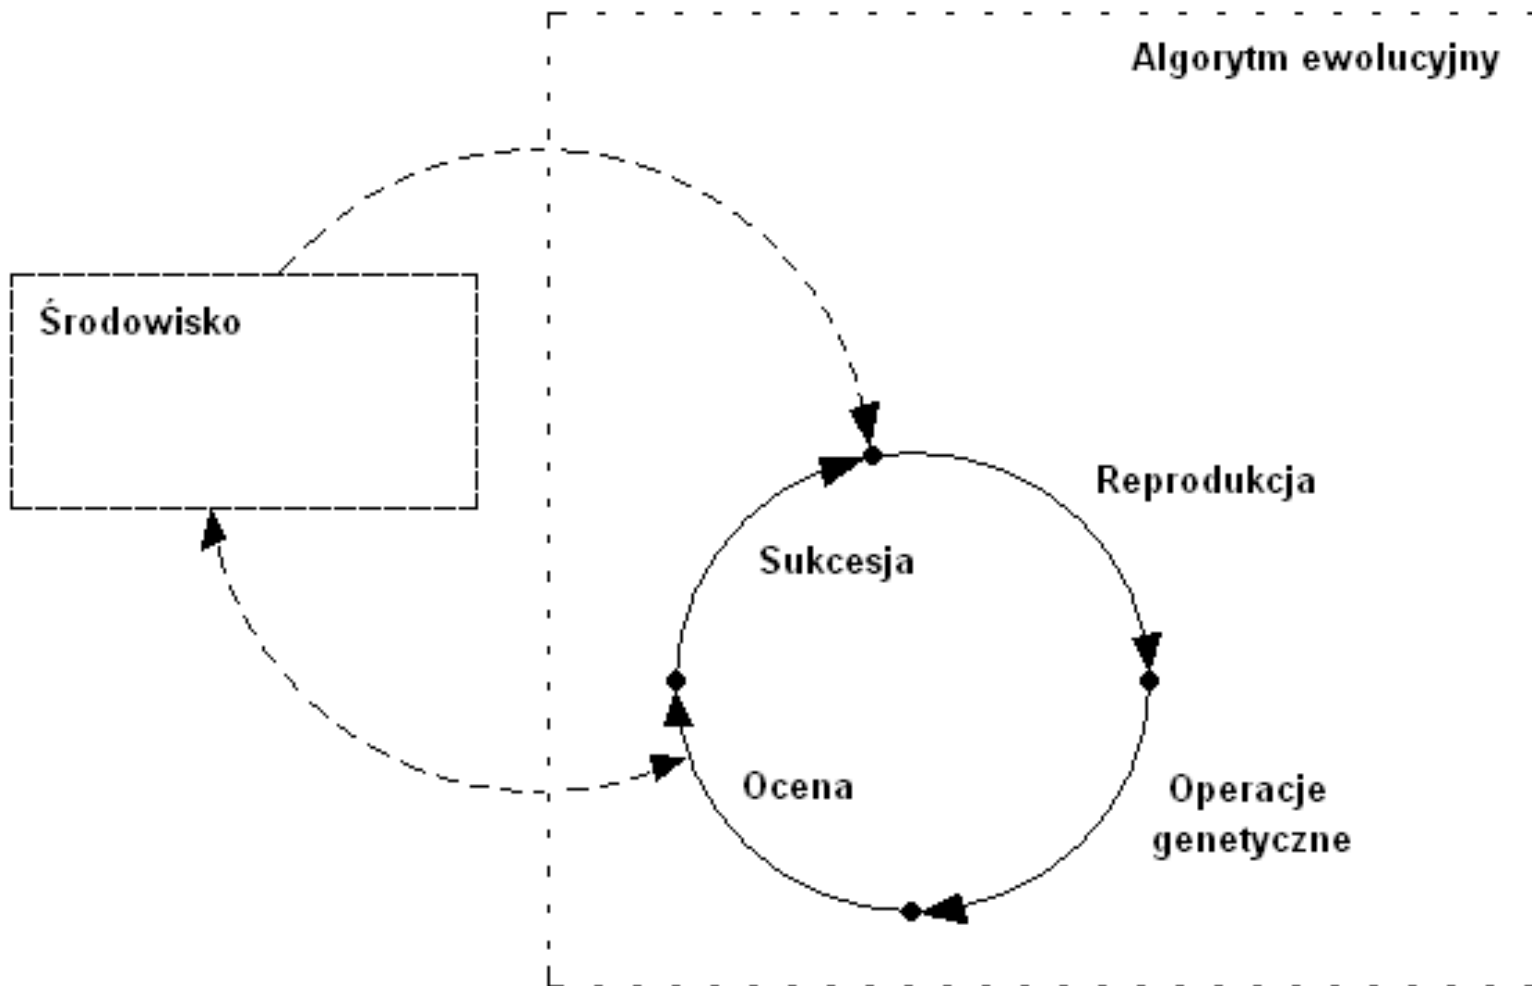 Algorytm ewolucyjny
Środowisko
Reprodukcja
Sukcesja
Ocena
Operacje
genetyczne